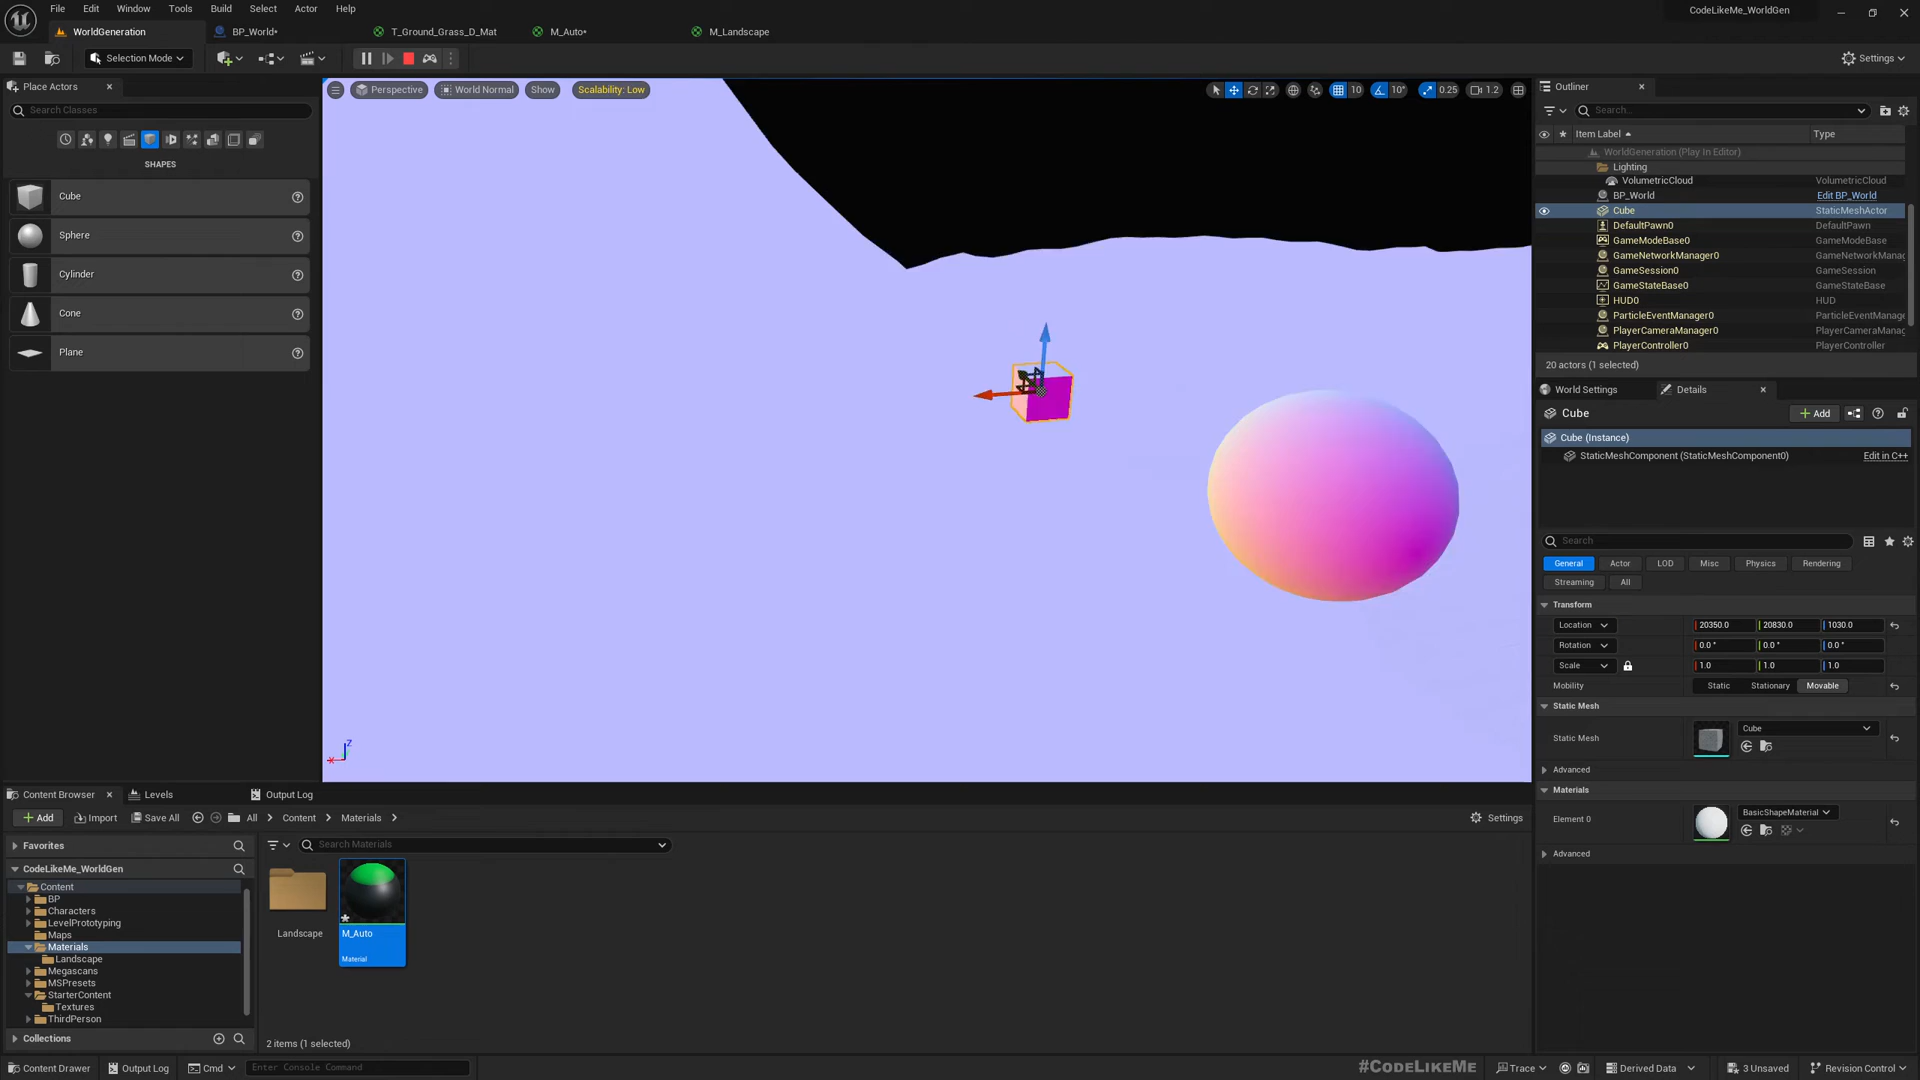 File Edit Window Tools Build Select Actor Help
CodeLikeMe_WorldGen
WorldGeneration BP_World* T_Ground_Grass_D_Mat M_Auto* M_Landscape
Selection Mode
Settings
Place Actors
Search Classes
SHAPES
Cube
Sphere
Cylinder
Cone
Plane
Perspective World Normal Show Scalability: Low
10 10° 0.25 1.2
Z
X
Outliner
Search...
Item Label Type
WorldGeneration (Play In Editor)
Lighting
VolumetricCloud VolumetricCloud
BP_World Edit BP_World
Cube StaticMeshActor
DefaultPawn0 DefaultPawn
GameModeBase0 GameModeBase
GameNetworkManager0 GameNetworkManag
GameSession0 GameSession
GameStateBase0 GameStateBase
HUD0 HUD
ParticleEventManager0 ParticleEventManage
PlayerCameraManager0 PlayerCameraManag
PlayerController0 PlayerController
20 actors (1 selected)
World Settings Details
Cube
Add
Cube (Instance)
StaticMeshComponent (StaticMeshComponent0) Edit in C++
Search
General Actor LOD Misc Physics Rendering
Streaming All
Transform
Location 20350.0 20830.0 1030.0
Rotation 0.0 ° 0.0 ° 0.0 °
Scale 1.0 1.0 1.0
Mobility Static Stationary Movable
Static Mesh
Static Mesh Cube
Advanced
Materials
Element 0 BasicShapeMaterial
Advanced
Content Browser Levels Output Log
Add Import Save All All Content Materials Settings
Favorites
Search Materials
CodeLikeMe_WorldGen
Content
BP
Characters
LevelPrototyping
Maps
Materials
Landscape
Megascans
MSPresets
StarterContent
Textures
ThirdPerson
Collections
Landscape
M_Auto
Material
2 items (1 selected)
#CODELIKEME
Content Drawer Output Log Cmd Enter Console Command Trace Derived Data 3 Unsaved Revision Control